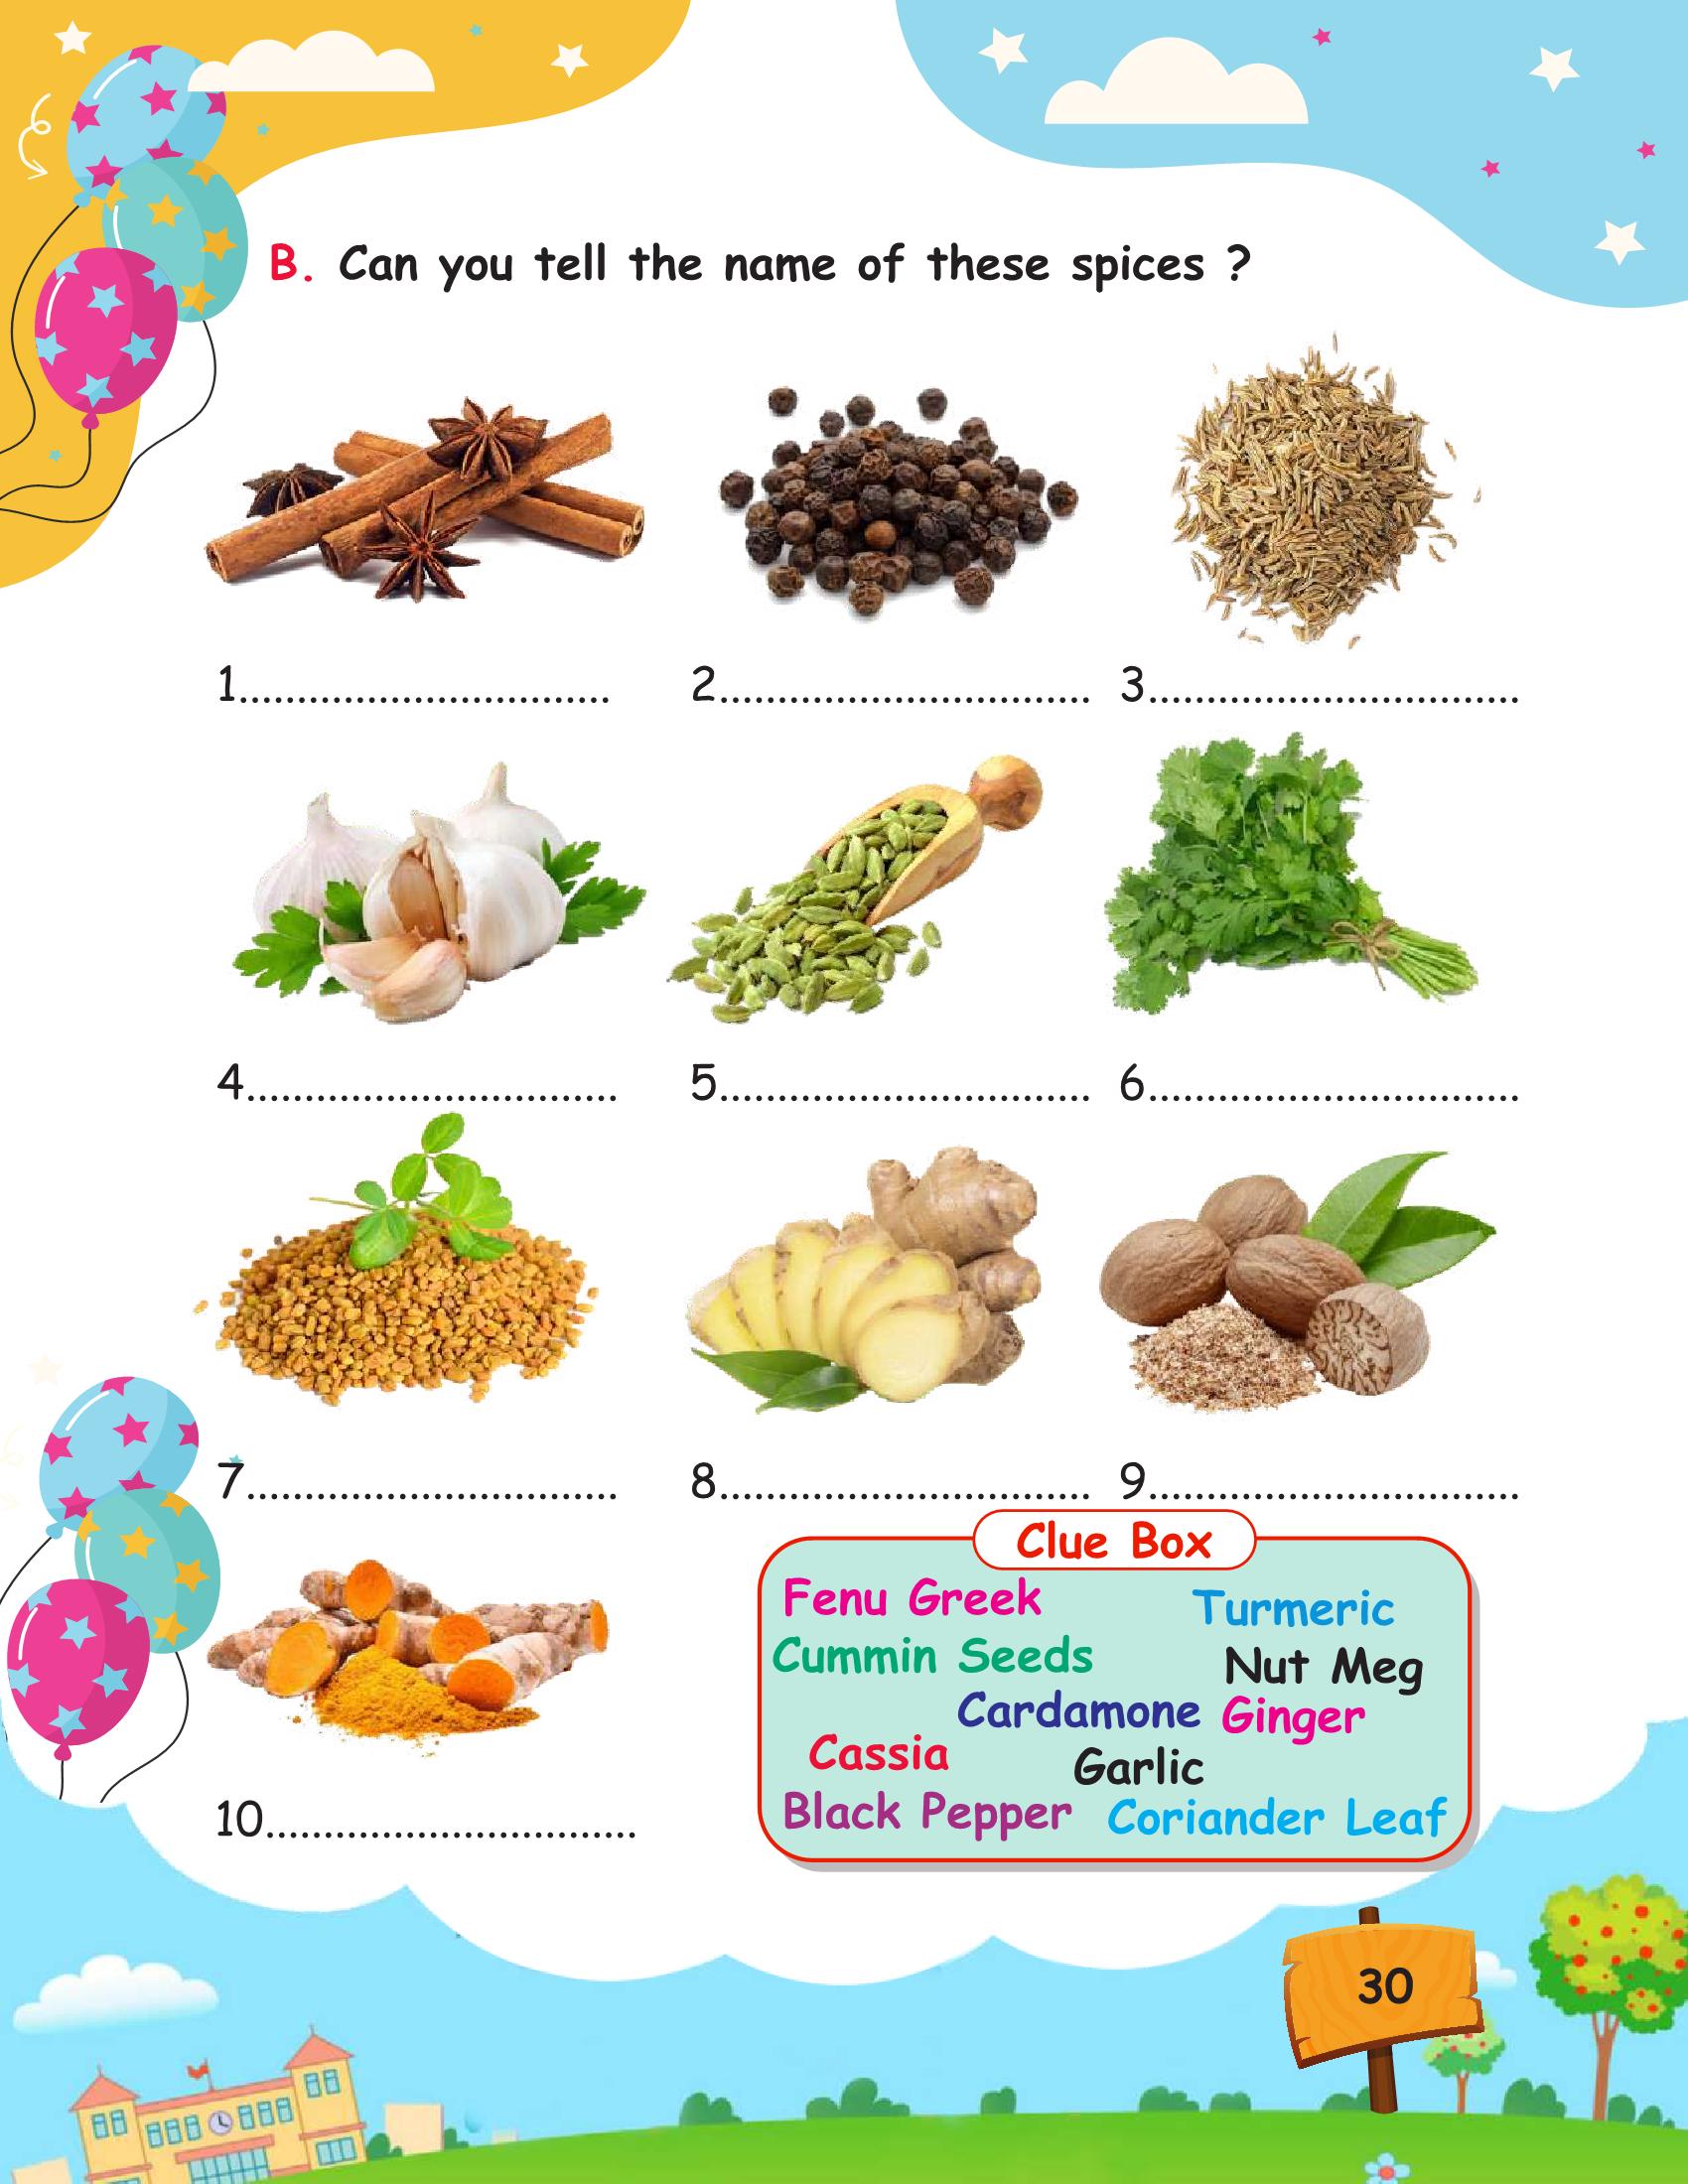 B. Can you tell the name of these spices ?
1................................ 2................................ 3................................
4................................ 5................................ 6................................
7................................ 8................................ 9................................
Clue Box
Fenu Greek Turmeric
Cummin Seeds Nut Meg
Cardamone Ginger
Cassia Garlic
Black Pepper Coriander Leaf
10................................
30